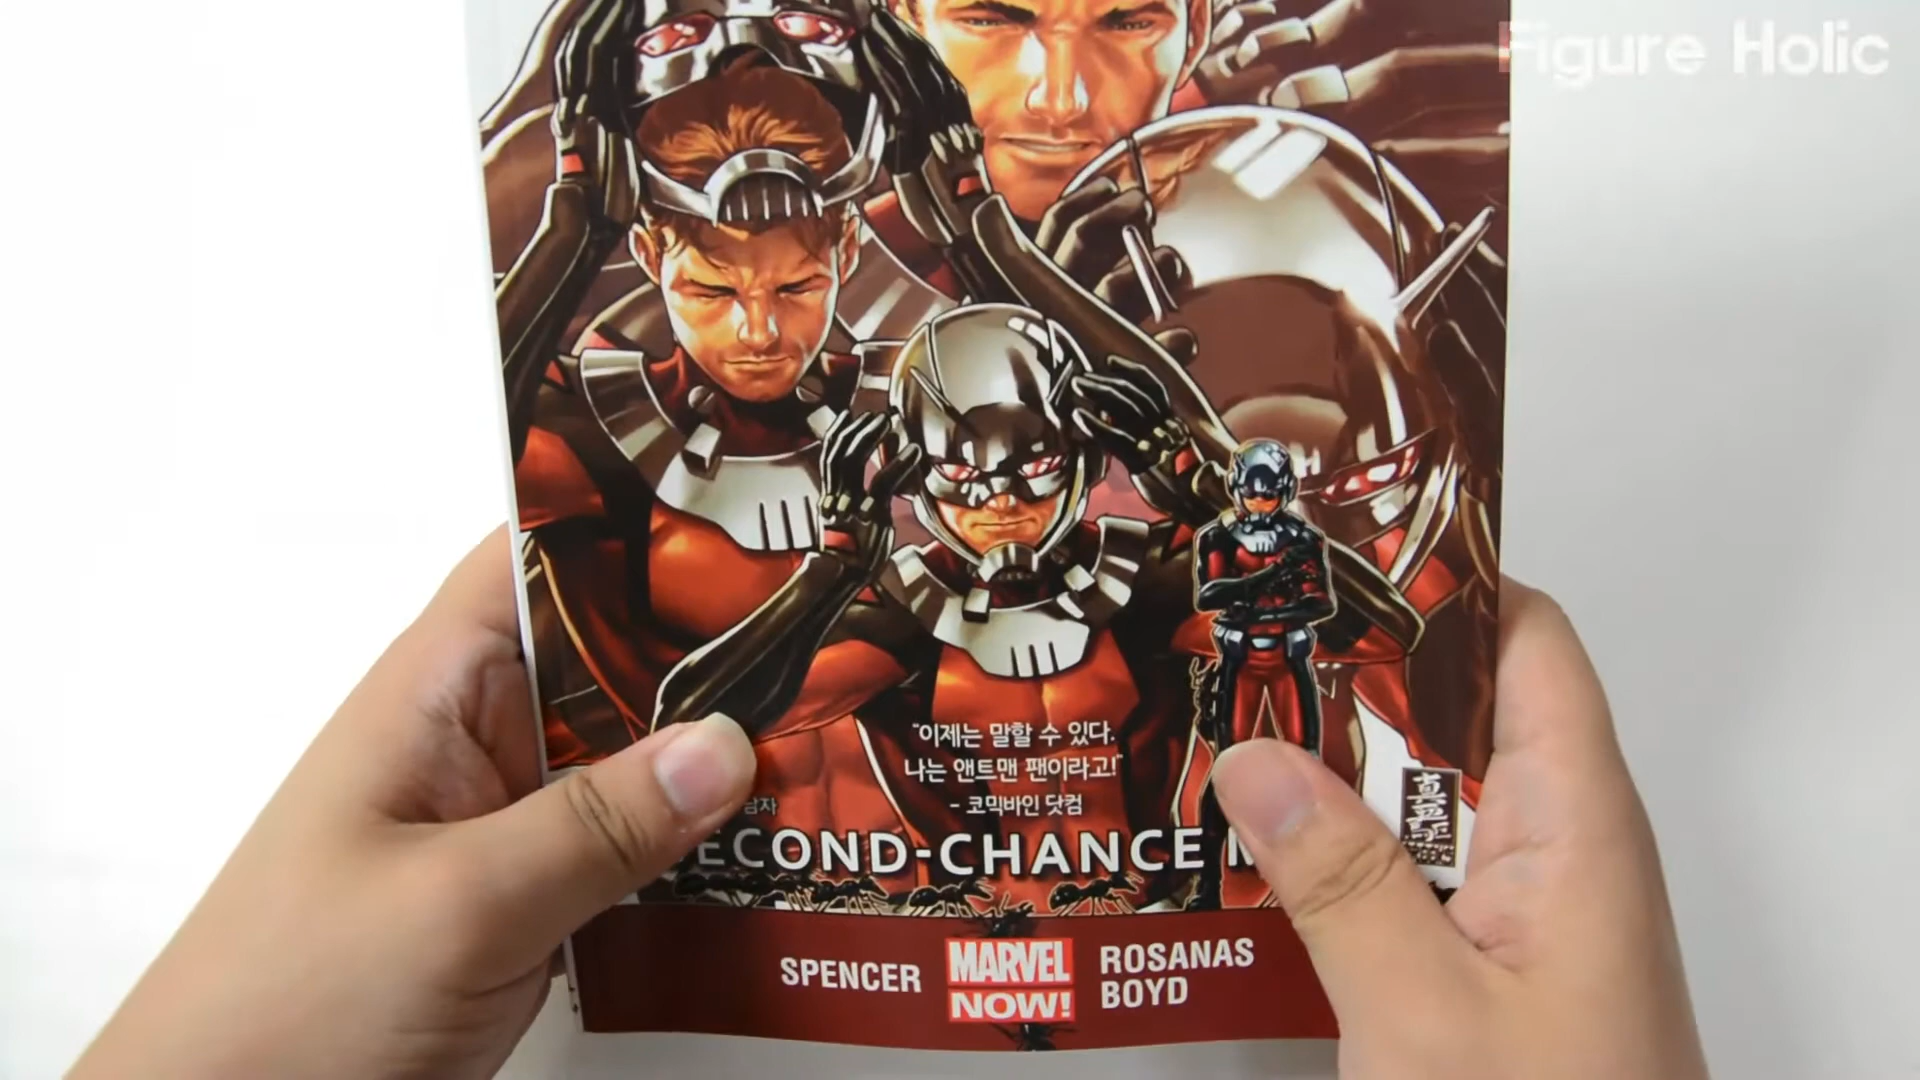 Figure Holic
"이제는 말할 수 있다.
나는 앤트맨 팬이라고!"
- 코믹바인 닷컴
남자
ECOND-CHANCE M
SPENCER
MARVEL
NOW!
ROSANAS
BOYD